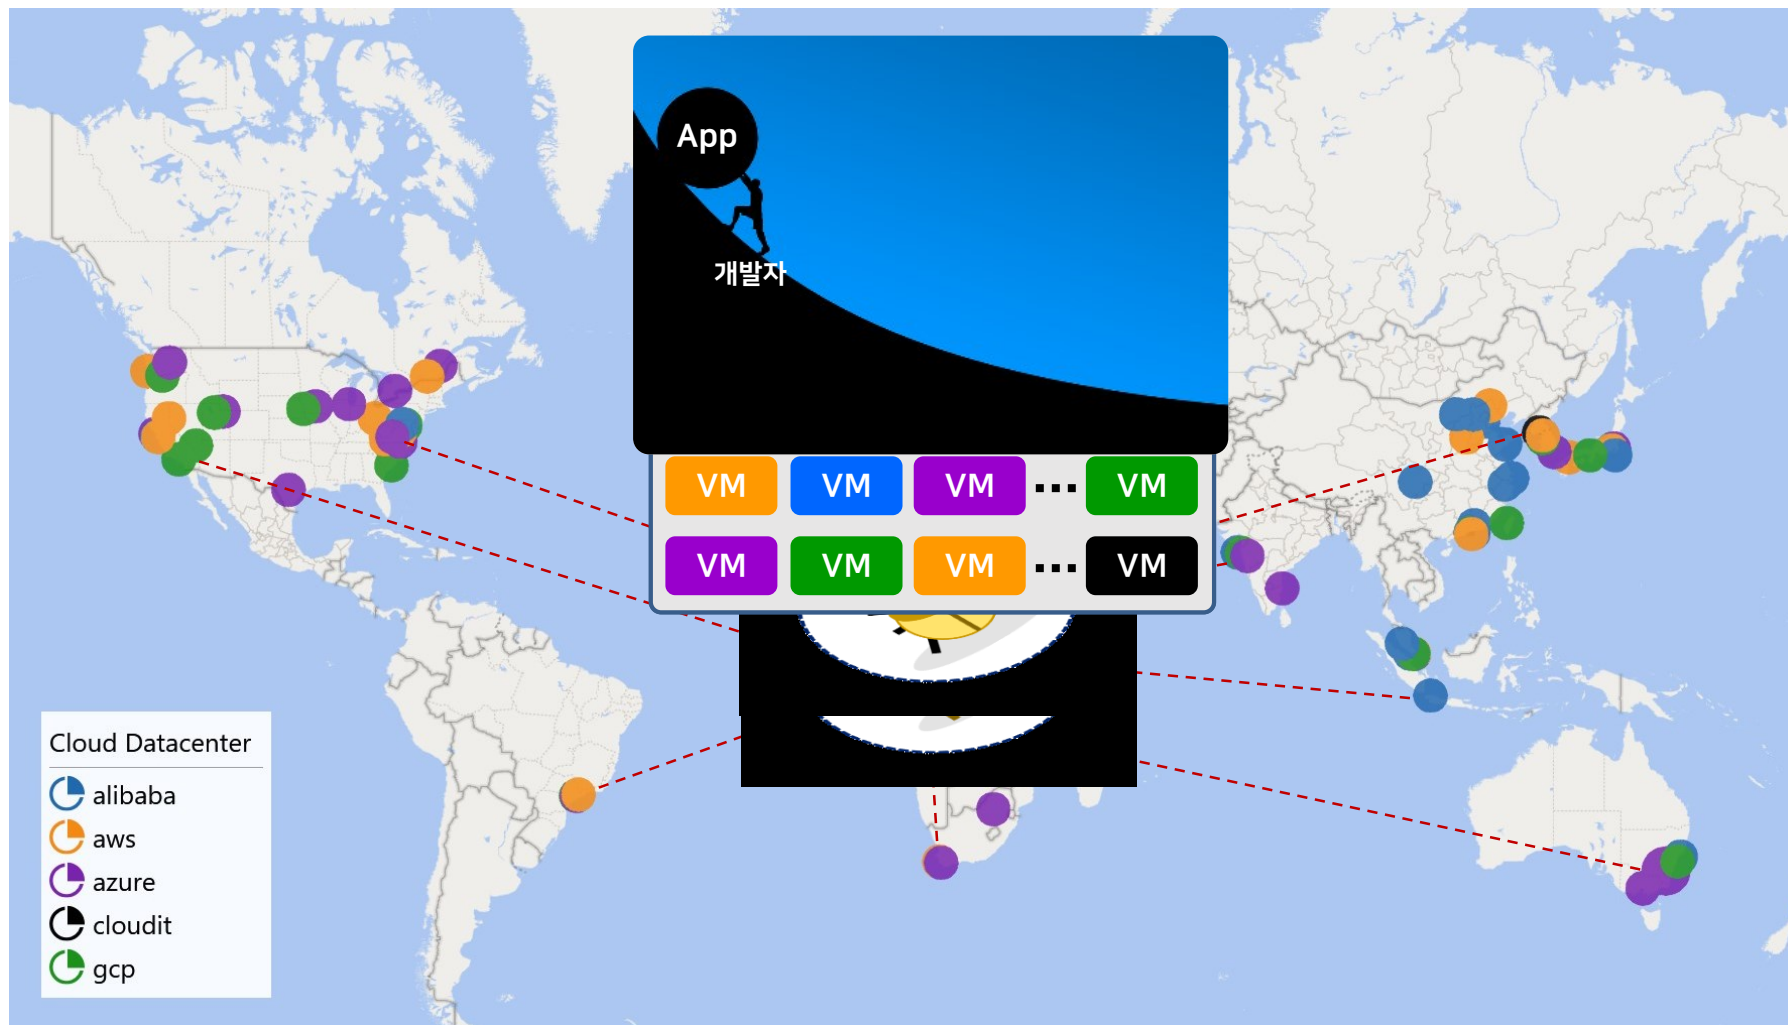 App
개발자
VM VM VM ... VM
VM VM VM ... VM
Cloud Datacenter
alibaba
aws
azure
cloudit
gcp